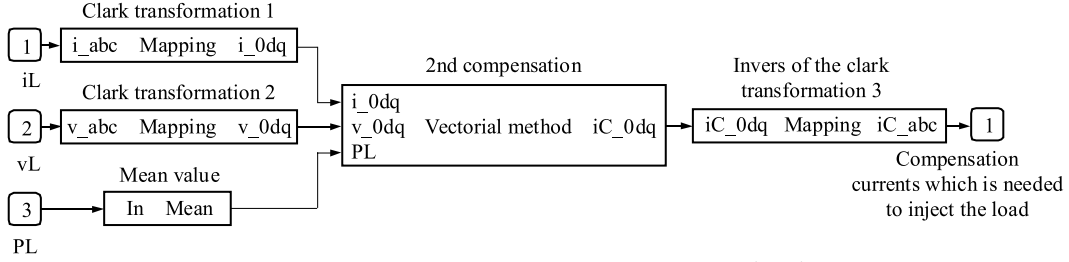 Clark transformation 1
1
i_abc Mapping i_0dq
iL
Clark transformation 2
2
v_abc Mapping v_0dq
vL
Mean value
3
In Mean
PL
2nd compensation
i_0dq
v_0dq Vectorial method iC_0dq
PL
Invers of the clark
transformation 3
iC_0dq Mapping iC_abc
1
Compensation
currents which is needed
to inject the load